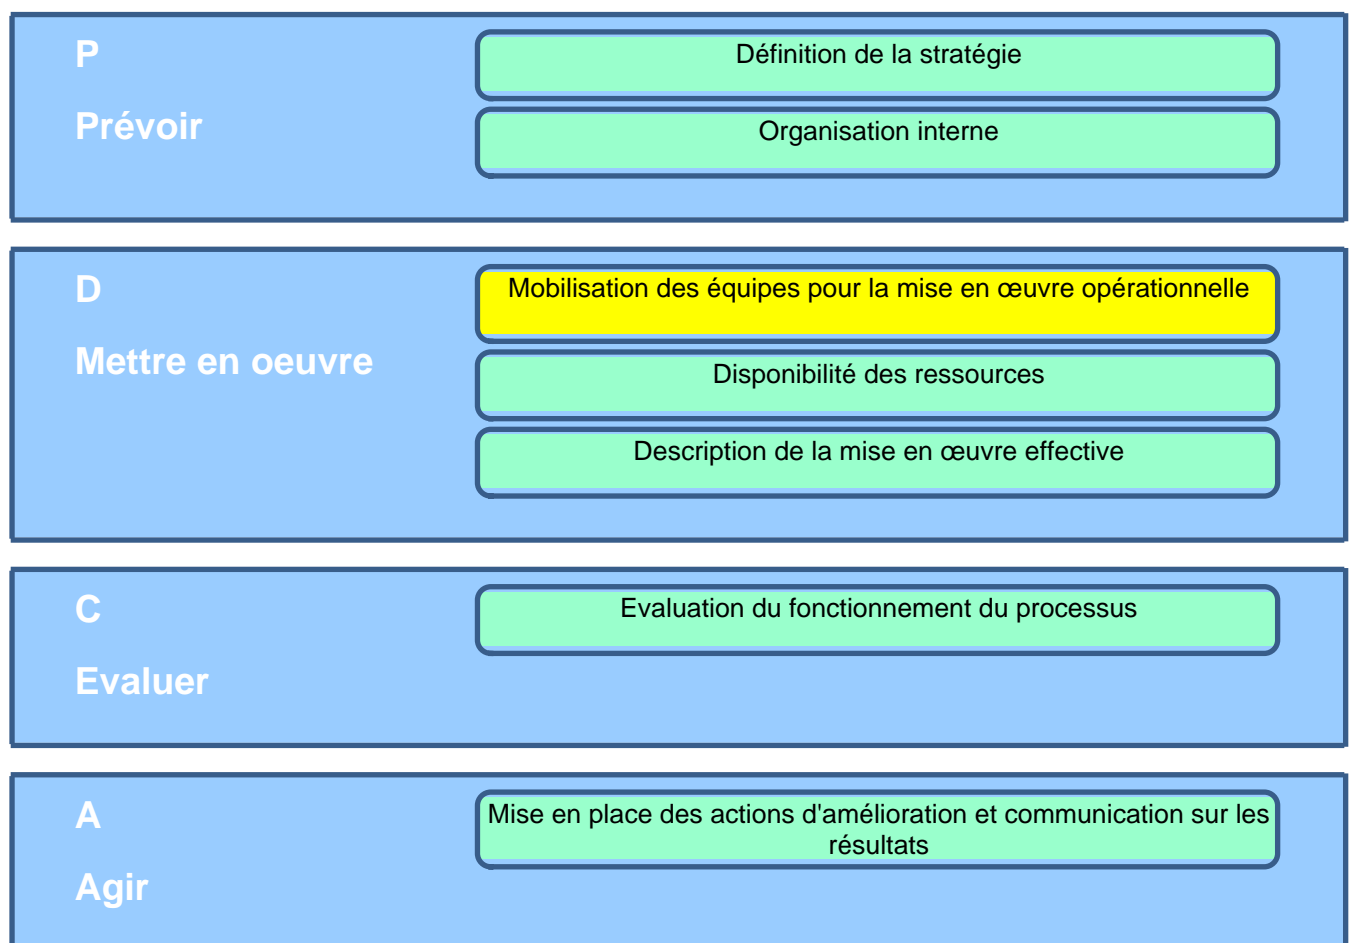 P
Prévoir
Définition de la stratégie
Organisation interne
D
Mettre en oeuvre
Mobilisation des équipes pour la mise en œuvre opérationnelle
Disponibilité des ressources
Description de la mise en œuvre effective
C
Evaluer
Evaluation du fonctionnement du processus
A
Agir
Mise en place des actions d'amélioration et communication sur les
résultats